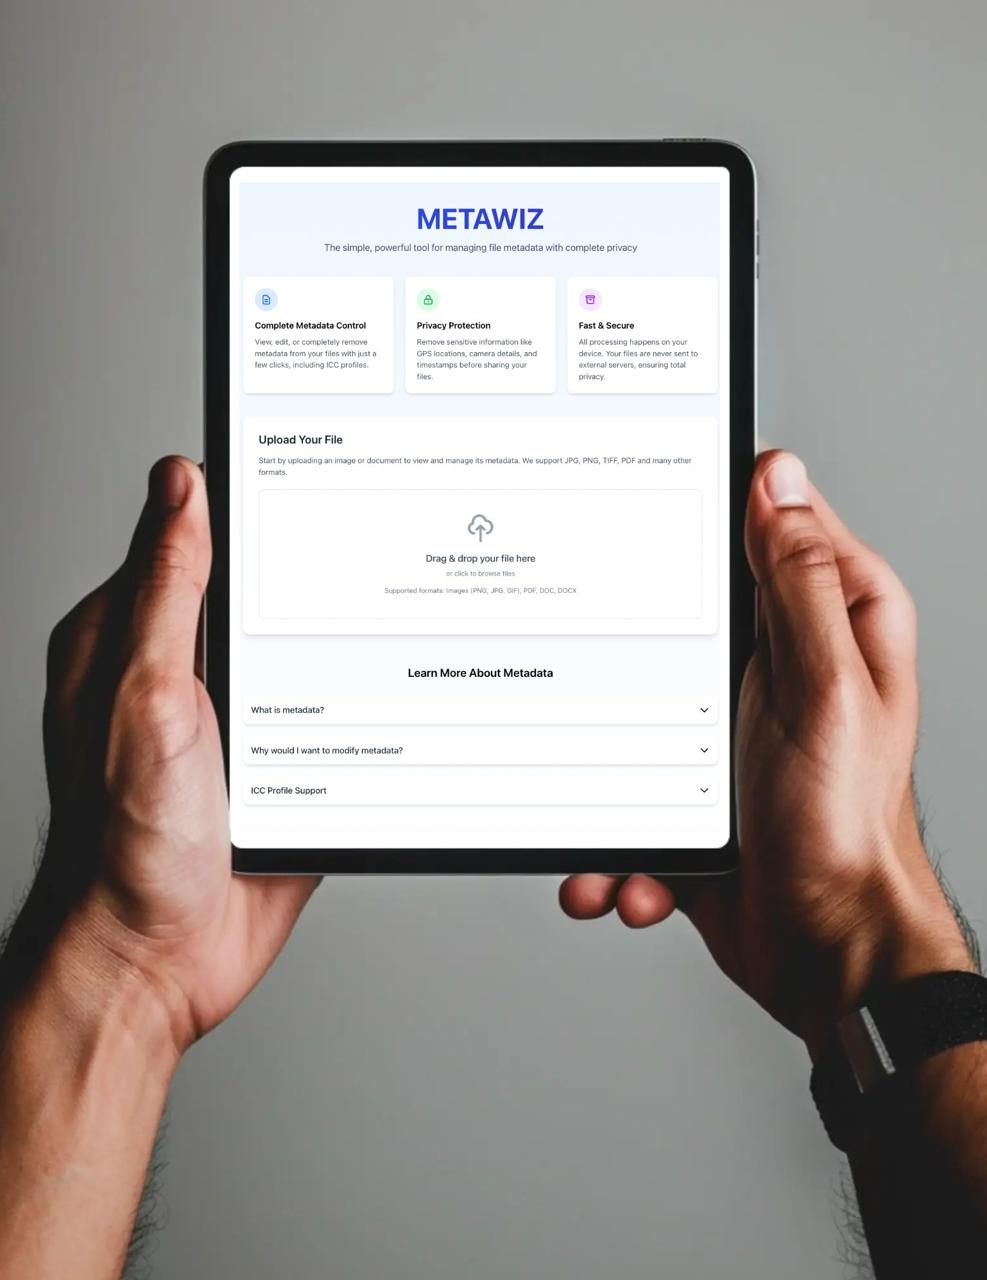 METAWIZ
The simple, powerful tool for managing file metadata with complete privacy
Complete Metadata Control
View, edit, or completely remove
metadata from your files with just a
few clicks, including ICC profiles.
Privacy Protection
Remove sensitive information like
GPS locations, camera details, and
timestamps before sharing your
files.
Fast & Secure
All processing happens on your
device. Your files are never sent to
external servers, ensuring total
privacy.
Upload Your File
Start by uploading an image or document to view and manage its metadata. We support JPG, PNG, TIFF, PDF and many other
formats.
Drag & drop your file here
or click to browse files
Supported formats: Images (PNG, JPG, GIF), PDF, DOC, DOCX
Learn More About Metadata
What is metadata?
Why would I want to modify metadata?
ICC Profile Support